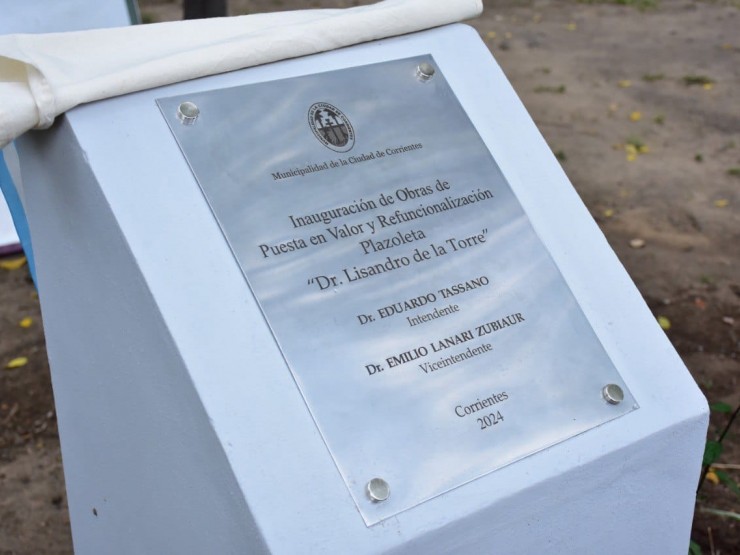 Municipalidad de la Ciudad de Corrientes
Inauguración de Obras de
Puesta en Valor y Refuncionalización
Plazoleta
"Dr. Lisandro de la Torre"
Dr. EDUARDO TASSANO
Intendente
Dr. EMILIO LANARI ZUBIAUR
Viceintendente
Corrientes
2024